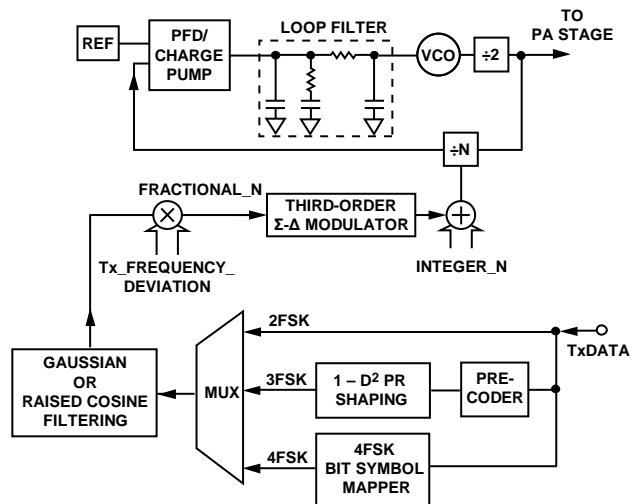 TO
PA STAGE
LOOP FILTER
REF
PFD/
CHARGE
PUMP
VCO
÷2
÷N
FRACTIONAL_N
THIRD-ORDER
Σ-Δ MODULATOR
Tx_FREQUENCY_
DEVIATION
INTEGER_N
2FSK
TxDATA
GAUSSIAN
OR
RAISED COSINE
FILTERING
MUX
3FSK
1 – D² PR
SHAPING
PRE-
CODER
4FSK
4FSK
BIT SYMBOL
MAPPER